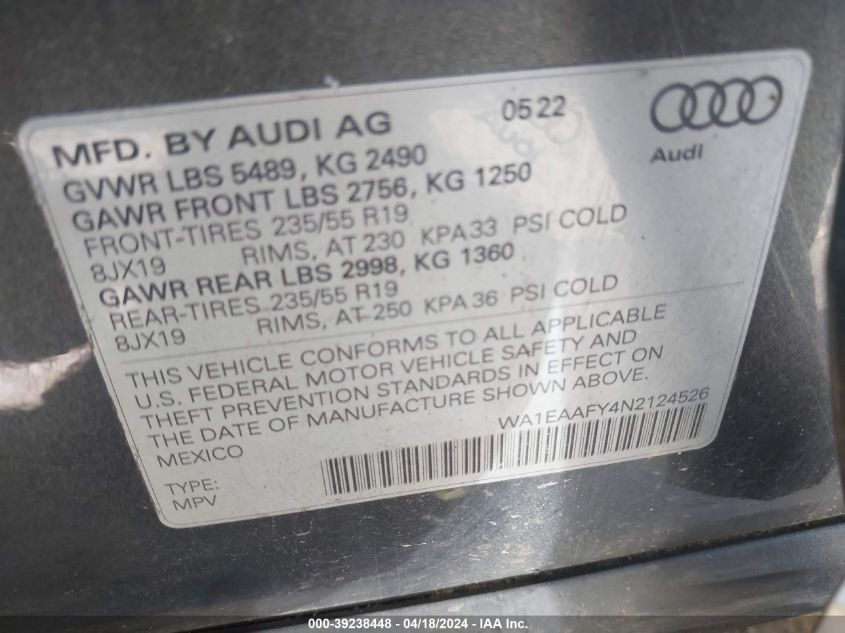 MFD. BY AUDI AG 0522
Audi
GVWR LBS 5489, KG 2490
GAWR FRONT LBS 2756, KG 1250
FRONT-TIRES 235/55 R19
8JX19 RIMS, AT 230 KPA33 PSI COLD
GAWR REAR LBS 2998, KG 1360
REAR-TIRES 235/55 R19
8JX19 RIMS, AT 250 KPA 36 PSI COLD
THIS VEHICLE CONFORMS TO ALL APPLICABLE
U.S. FEDERAL MOTOR VEHICLE SAFETY AND
THEFT PREVENTION STANDARDS IN EFFECT ON
THE DATE OF MANUFACTURE SHOWN ABOVE.
MEXICO WA1EAAFY4N2124526
TYPE:
MPV
000-39238448 - 04/18/2024 - IAA Inc.